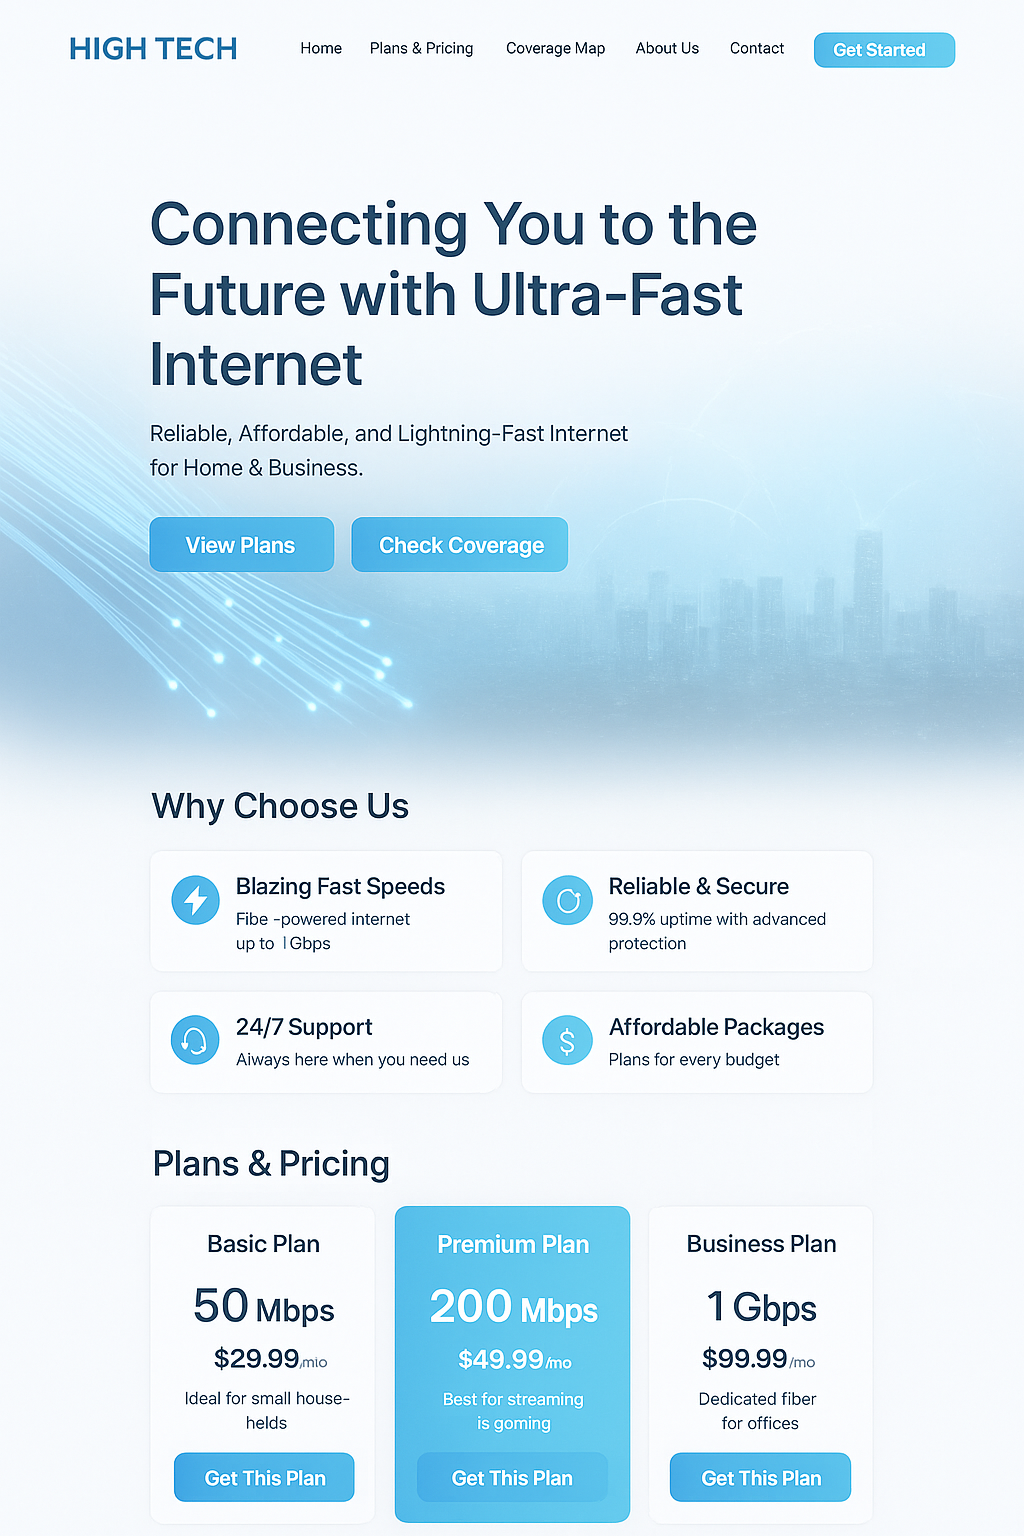 HIGH TECH
Home
Plans & Pricing
Coverage Map
About Us
Contact
Get Started
Connecting You to the
Future with Ultra-Fast
Internet
Reliable, Affordable, and Lightning-Fast Internet
for Home & Business.
View Plans
Check Coverage
Why Choose Us
Blazing Fast Speeds
Fibe -powered internet
up to 1Gbps
Reliable & Secure
99.9% uptime with advanced
protection
24/7 Support
Aiways here when you need us
$
Affordable Packages
Plans for every budget
Plans & Pricing
Basic Plan
50 Mbps
$29.99/mio
Ideal for small house-
helds
Get This Plan
Premium Plan
200 Mbps
$49.99/mo
Best for streaming
is goming
Get This Plan
Business Plan
1 Gbps
$99.99/mo
Dedicated fiber
for offices
Get This Plan